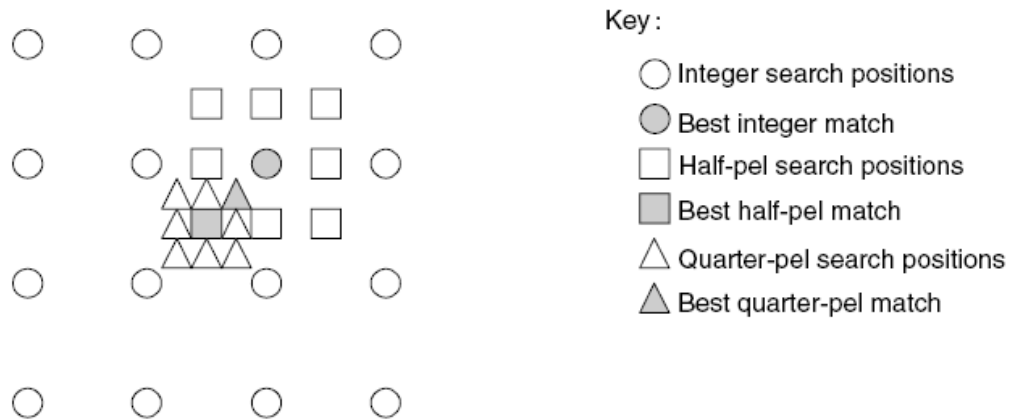 Key :
Integer search positions
Best integer match
Half-pel search positions
Best half-pel match
Quarter-pel search positions
Best quarter-pel match